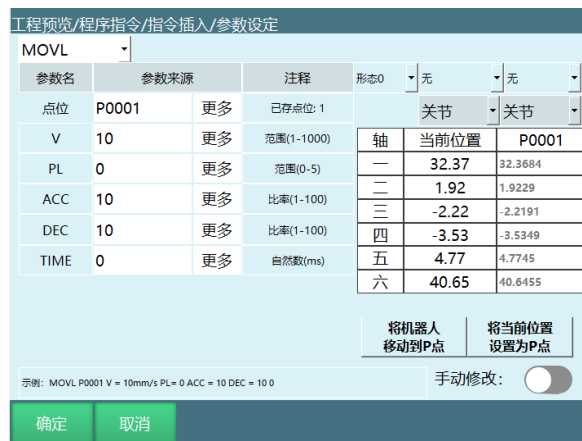 工程预览/程序指令/指令插入/参数设定
MOVL
参数名 参数来源 注释 形态0 无 无
点位 P0001 更多 已存点位: 1 关节 关节
V 10 更多 范围(1-1000) 轴 当前位置 P0001
PL 0 更多 范围(0-5) 一 32.37 32.3684
ACC 10 更多 比率(1-100) 二 1.92 1.9229
DEC 10 更多 比率(1-100) 三 -2.22 -2.2191
TIME 0 更多 自然数(ms) 四 -3.53 -3.5349
五 4.77 4.7745
六 40.65 40.6455
将机器人 将当前位置
移动到P点 设置为P点
示例: MOVL P0001 V = 10mm/s PL= 0 ACC = 10 DEC = 10 0 手动修改:
确定 取消